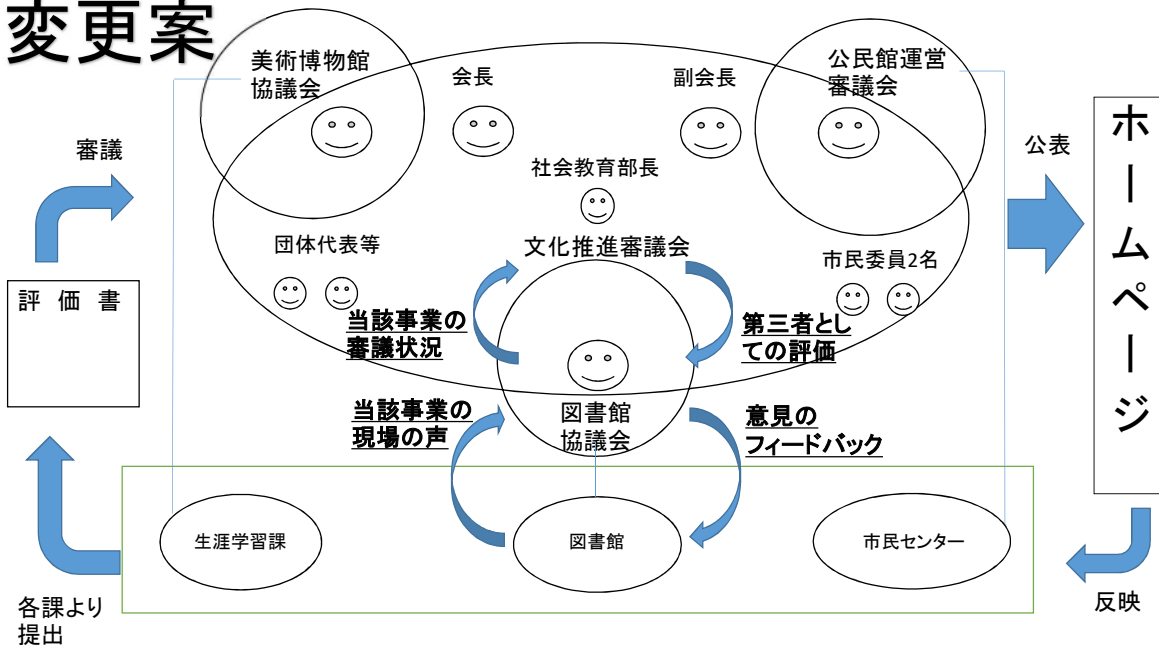 変更案
美術博物館
協議会
会長
副会長
公民館運営
審議会
審議
公表
ホームページ
社会教育部長
文化推進審議会
団体代表等
市民委員2名
評 価 書
当該事業の
審議状況
第三者とし
ての評価
当該事業の
現場の声
図書館
協議会
意見の
フィードバック
生涯学習課
図書館
市民センター
各課より
提出
反映